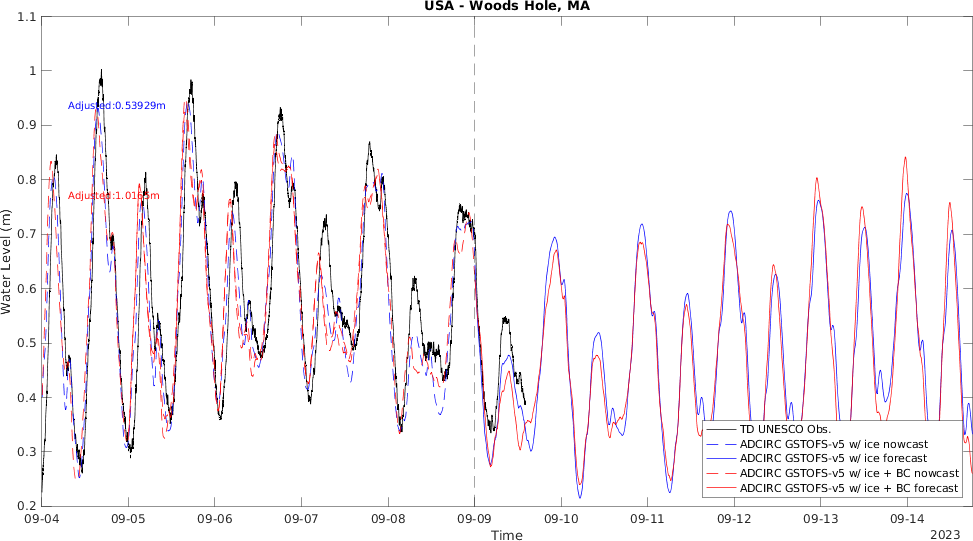 USA - Woods Hole, MA
1.1
1
0.9
0.8
0.7
0.6
0.5
0.4
0.3
0.2
Water Level (m)
Adjusted:0.53929m
TD UNESCO Obs.
ADCIRC GSTOFS-v5 w/ ice nowcast
ADCIRC GSTOFS-v5 w/ ice forecast
ADCIRC GSTOFS-v5 w/ ice + BC nowcast
ADCIRC GSTOFS-v5 w/ ice + BC forecast
09-04 09-05 09-06 09-07 09-08 09-09 09-10 09-11 09-12 09-13 09-14
Time
2023